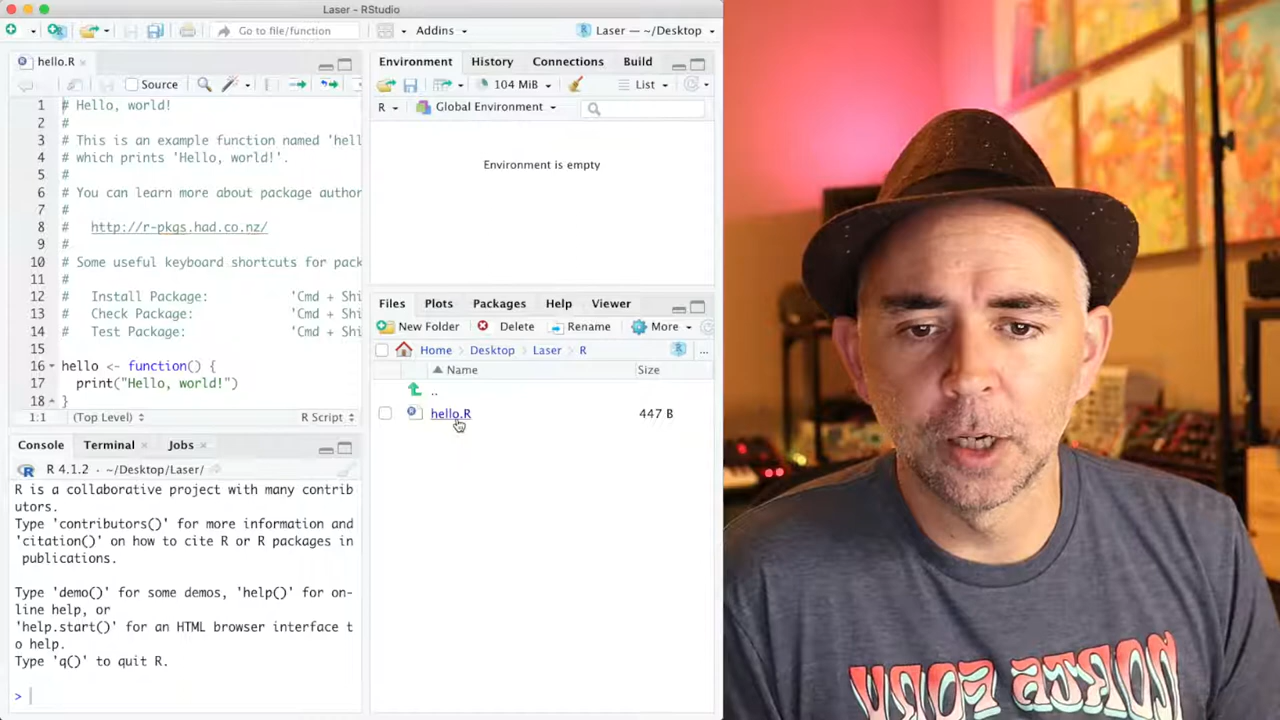 Laser – RStudio
Go to file/function
Addins
Laser — ~/Desktop
hello.R
Source
1 # Hello, world!
2 #
3 # This is an example function named 'hell
4 # which prints 'Hello, world!'.
5 #
6 # You can learn more about package author
7 #
8 #   http://r-pkgs.had.co.nz/
9 #
10 # Some useful keyboard shortcuts for pack
11 #
12 #   Install Package:           'Cmd + Shi
13 #   Check Package:             'Cmd + Shi
14 #   Test Package:              'Cmd + Shi
15
16 hello <- function() {
17   print("Hello, world!")
18 }
1:1 (Top Level) R Script
Console Terminal Jobs
R 4.1.2 · ~/Desktop/Laser/
R is a collaborative project with many contrib
utors.
Type 'contributors()' for more information and
'citation()' on how to cite R or R packages in
publications.
Type 'demo()' for some demos, 'help()' for on-
line help, or
'help.start()' for an HTML browser interface t
o help.
Type 'q()' to quit R.
>
Environment History Connections Build
104 MiB List
R Global Environment
Environment is empty
Files Plots Packages Help Viewer
New Folder Delete Rename More
Home Desktop Laser R ...
Name Size
..
hello.R 447 B